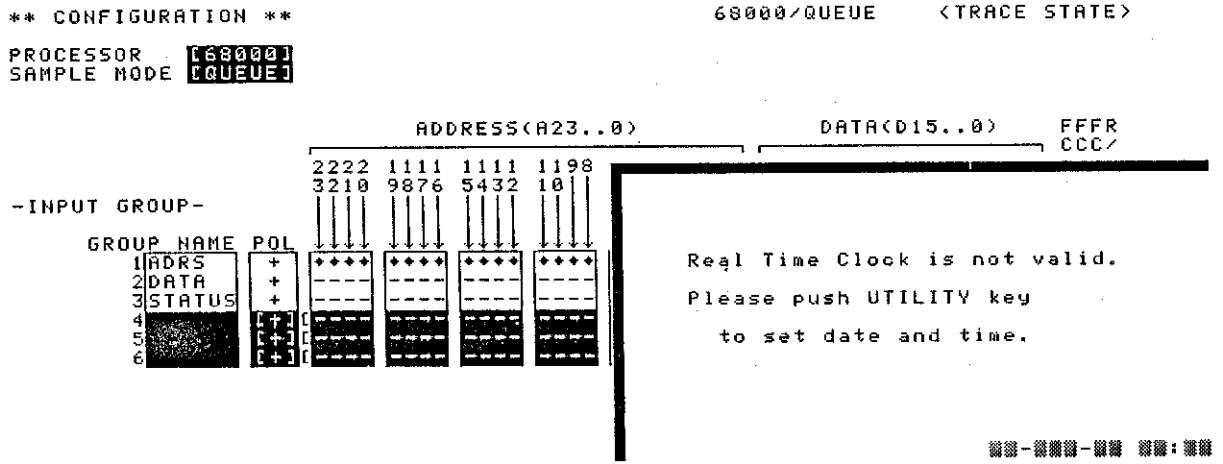 ** CONFIGURATION **
68000/QUEUE <TRACE STATE>
PROCESSOR [68000]
SAMPLE MODE [QUEUE]
ADDRESS(A23..0) DATA(D15..0) FFFR
CCC/
2222 1111 1111 1198
3210 9876 5432 10
-INPUT GROUP-
GROUP NAME POL
1 ADRS + ++++ ++++ ++++ ++++
2 DATA + ---- ---- ---- ----
3 STATUS + ---- ---- ---- ----
4 [+] [---- ---- ---- ----
5 [+] [---- ---- ---- ----
6 [+] [---- ---- ---- ----
Real Time Clock is not valid.
Please push UTILITY key
to set date and time.